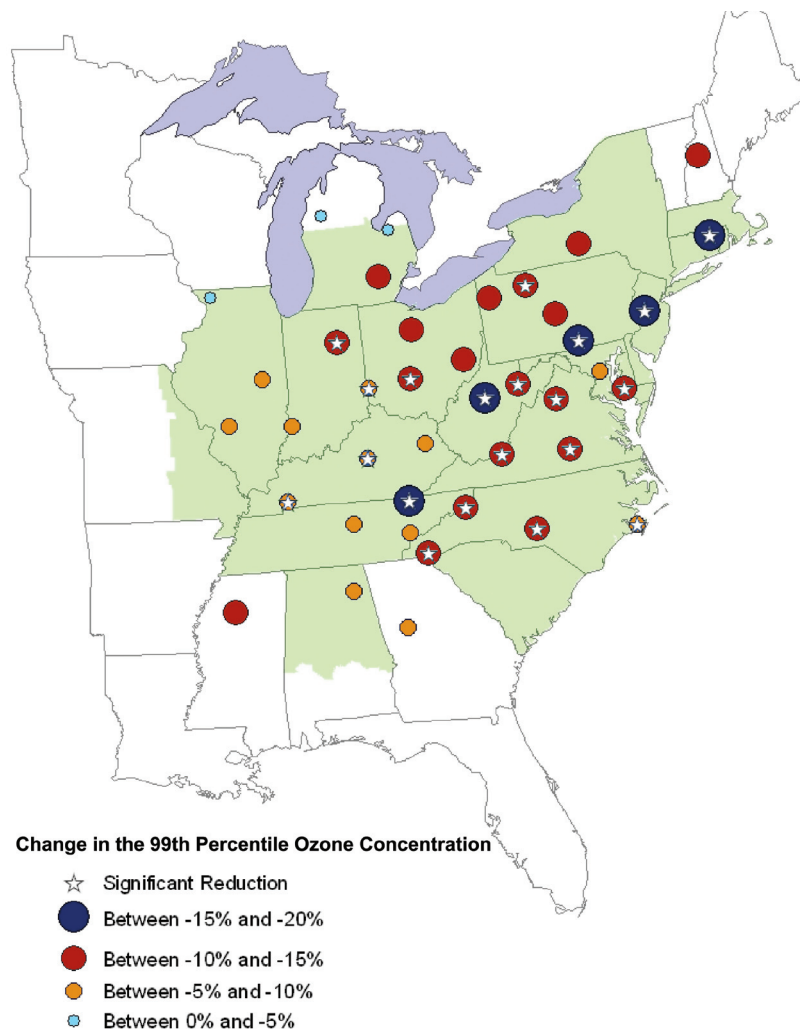 Change in the 99th Percentile Ozone Concentration
Significant Reduction
Between -15% and -20%
Between -10% and -15%
Between -5% and -10%
Between 0% and -5%